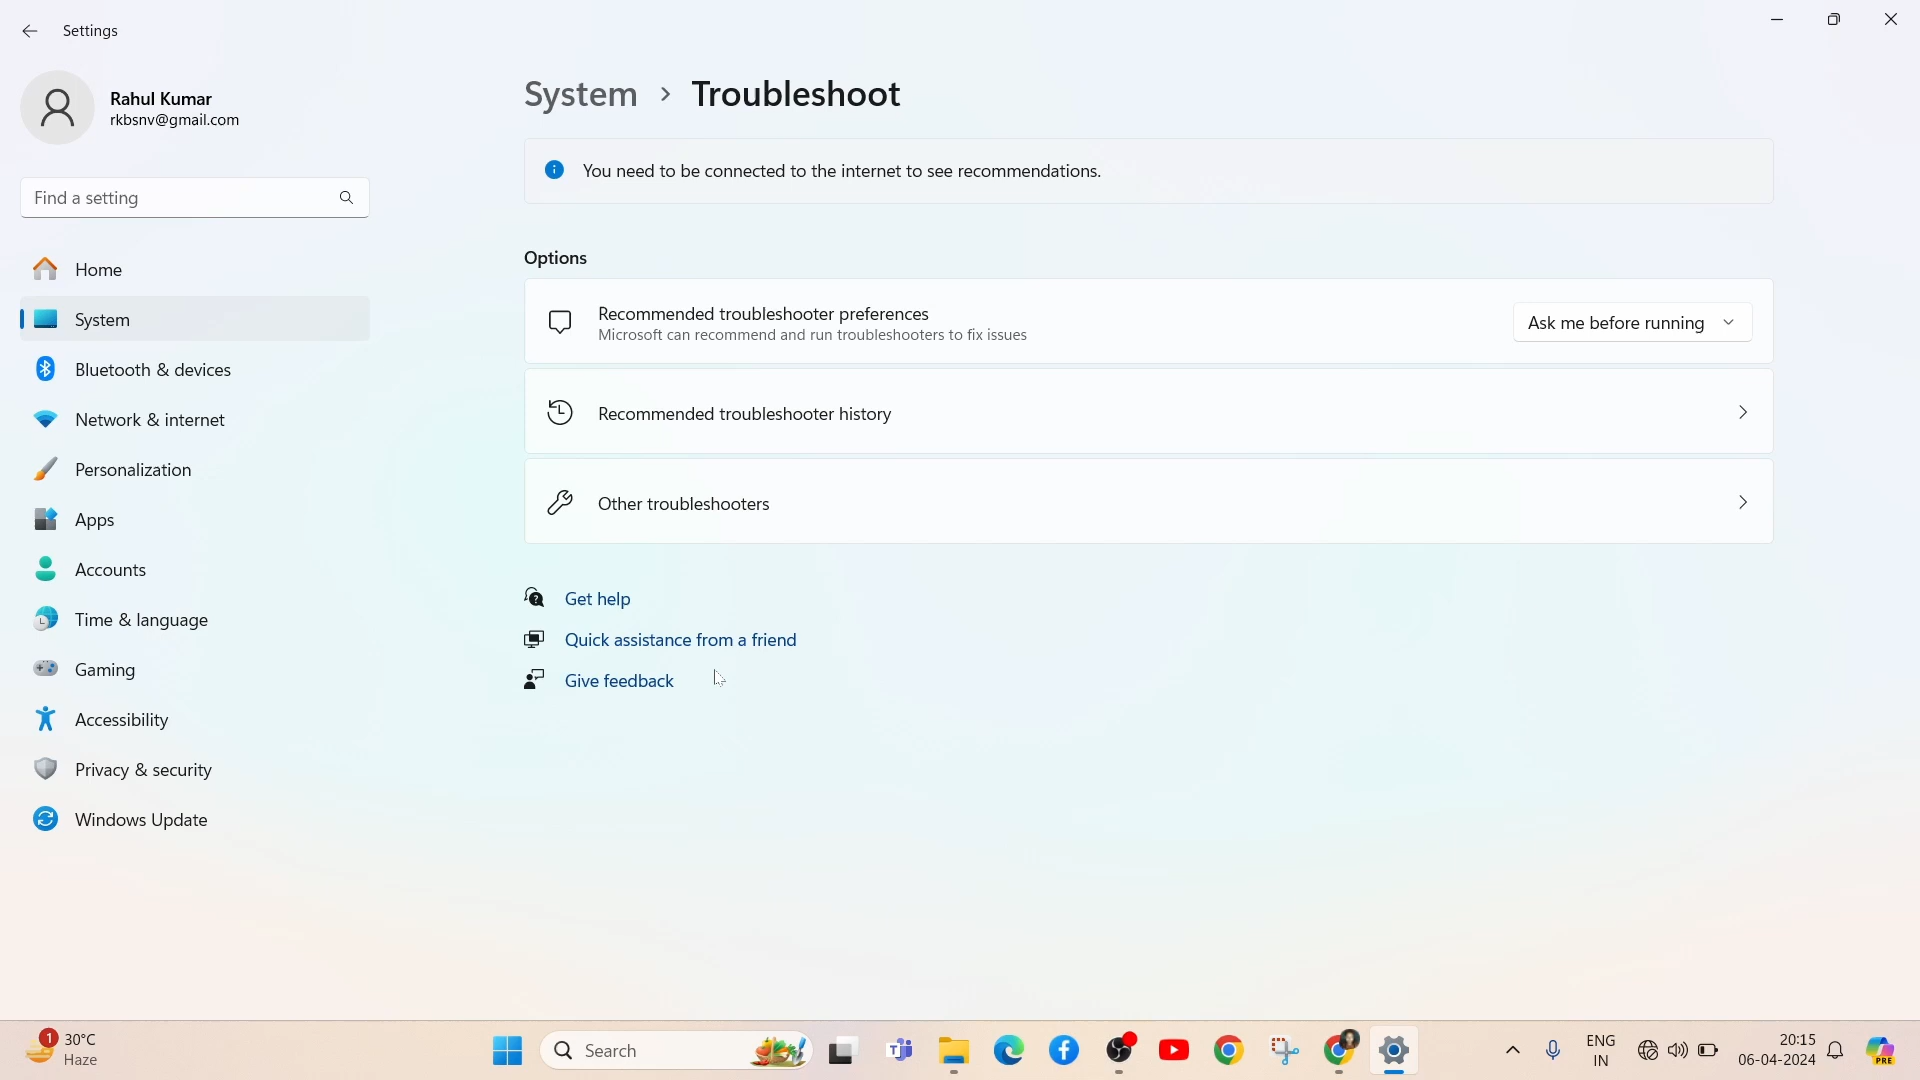 Settings
Rahul Kumar
rkbsnv@gmail.com
Find a setting
Home
System
Bluetooth & devices
Network & internet
Personalization
Apps
Accounts
Time & language
Gaming
Accessibility
Privacy & security
Windows Update
System > Troubleshoot
You need to be connected to the internet to see recommendations.
Options
Recommended troubleshooter preferences
Microsoft can recommend and run troubleshooters to fix issues
Ask me before running
Recommended troubleshooter history
Other troubleshooters
Get help
Quick assistance from a friend
Give feedback
1
30°C
Haze
Search
ENG
IN
20:15
06-04-2024
PRE